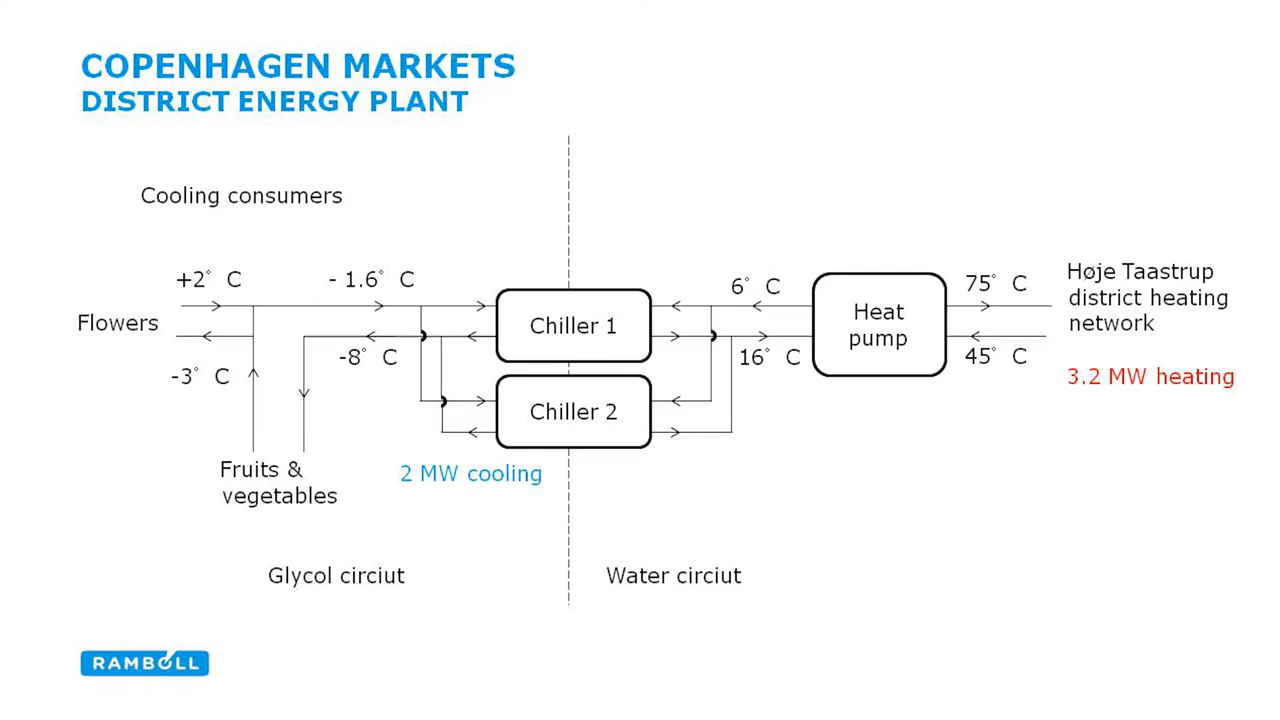 COPENHAGEN MARKETS
DISTRICT ENERGY PLANT
Cooling consumers
+2° C
- 1.6° C
Flowers
-3° C
-8° C
Fruits &
vegetables
2 MW cooling
Chiller 1
Chiller 2
6° C
16° C
Heat
pump
75° C
45° C
Høje Taastrup
district heating
network
3.2 MW heating
Glycol circiut
Water circiut
RAMBOLL